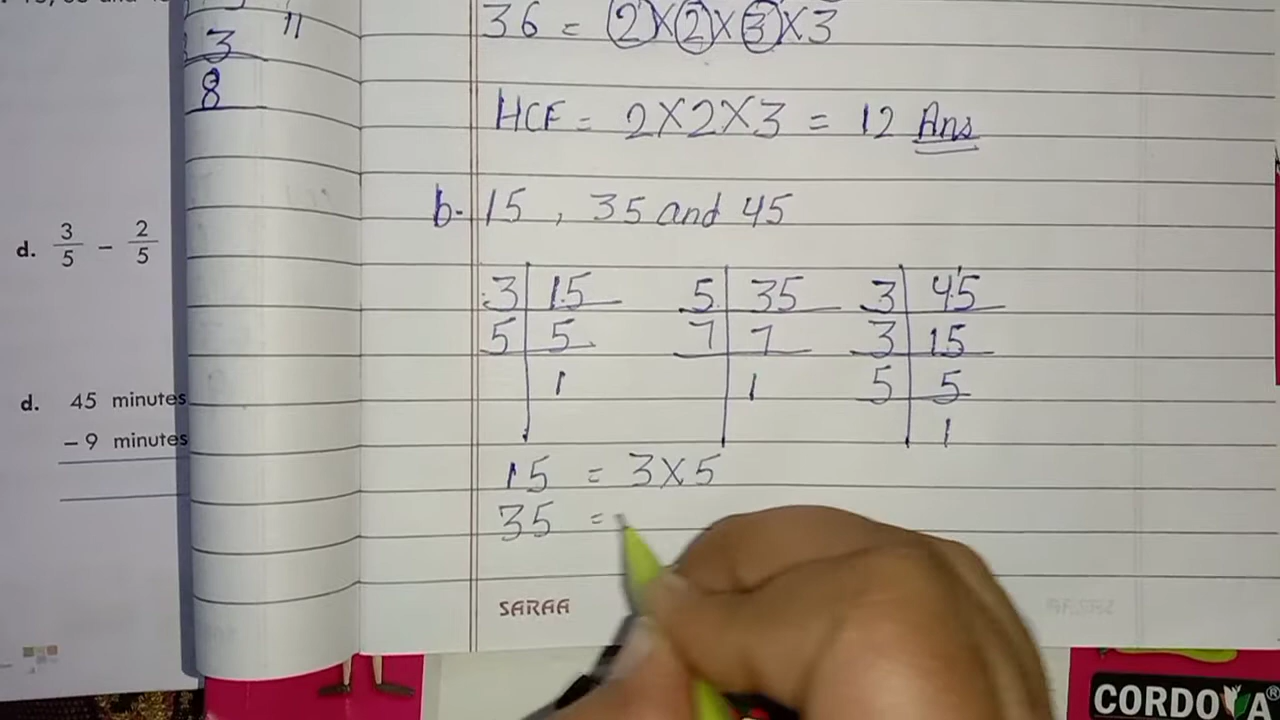 36 = 2×2×3×3
3 11
8
HCF = 2×2×3 = 12 Ans
b. 15 , 35 and 45
d. 3/5 - 2/5
3 15 5 35 3 45
5 5 7 7 3 15
1 1 5 5
1
d. 45 minutes
- 9 minutes
15 = 3×5
35 =
SARAA
CORDOVA®